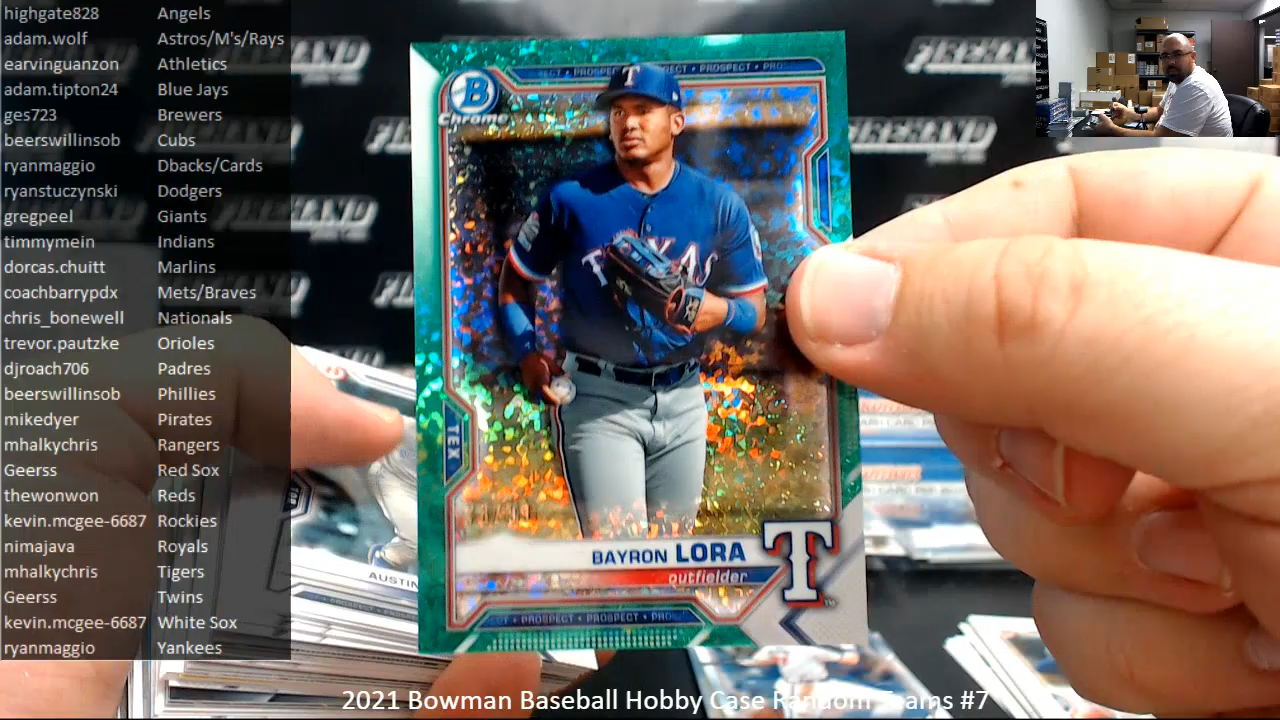 highgate828 Angels
adam.wolf Astros/M's/Rays
earvinguanzon Athletics
adam.tipton24 Blue Jays
ges723 Brewers
beerswillinsob Cubs
ryanmaggio Dbacks/Cards
ryanstuczynski Dodgers
gregpeel Giants
timmymein Indians
dorcas.chuitt Marlins
coachbarrypdx Mets/Braves
chris_bonewell Nationals
trevor.pautzke Orioles
djroach706 Padres
beerswillinsob Phillies
mikedyer Pirates
mhalkychris Rangers
Geerss Red Sox
thewonwon Reds
kevin.mcgee-6687 Rockies
nimajava Royals
mhalkychris Tigers
Geerss Twins
kevin.mcgee-6687 White Sox
ryanmaggio Yankees
B
Chrome
PROSPECT • PROSPECT
T
TEXAS
TEX
BAYRON LORA
outfielder
T
PROSPECT
AUSTIN
FIREHAND
2021 Bowman Baseball Hobby Case Random Teams #7